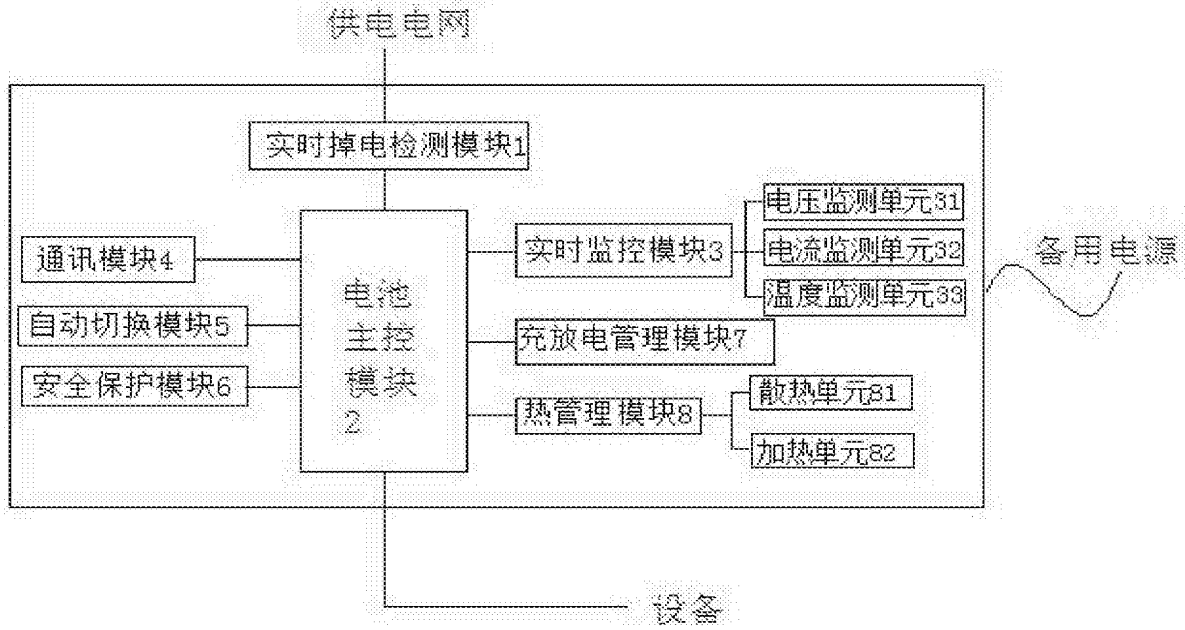 供电电网
实时掉电检测模块1
电压监测单元31
通讯模块4
实时监控模块3
电流监测单元32
备用电源
电池
主控
模块
2
温度监测单元33
自动切换模块5
充放电管理模块7
安全保护模块6
热管理模块8
散热单元81
加热单元82
设备